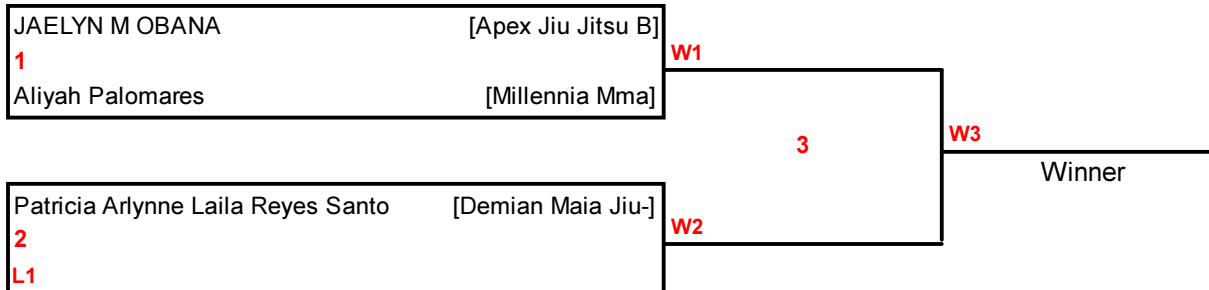 JAELYN M OBANA [Apex Jiu Jitsu B]
W1
1
Aliyah Palomares [Millennia Mma]
3
W3
Winner
Patricia Arlynne Laila Reyes Santo [Demian Maia Jiu-]
W2
2
L1